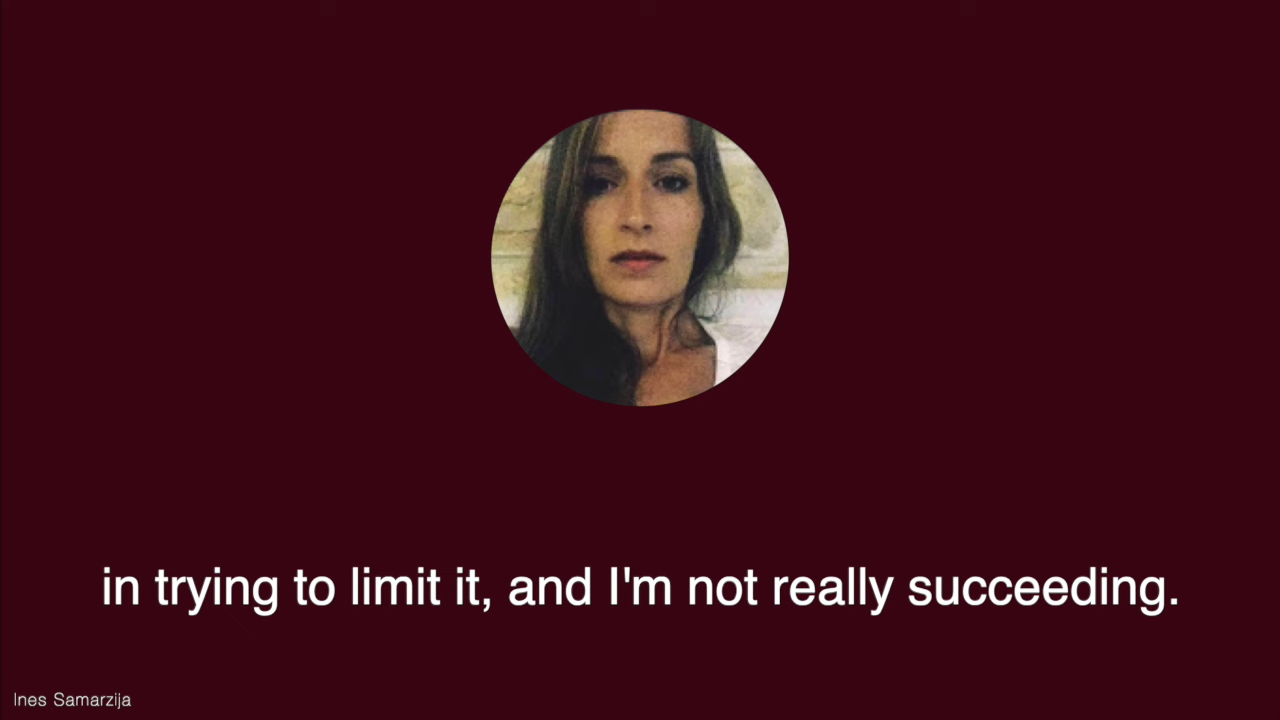 in trying to limit it, and I'm not really succeeding.
Ines Samarzija